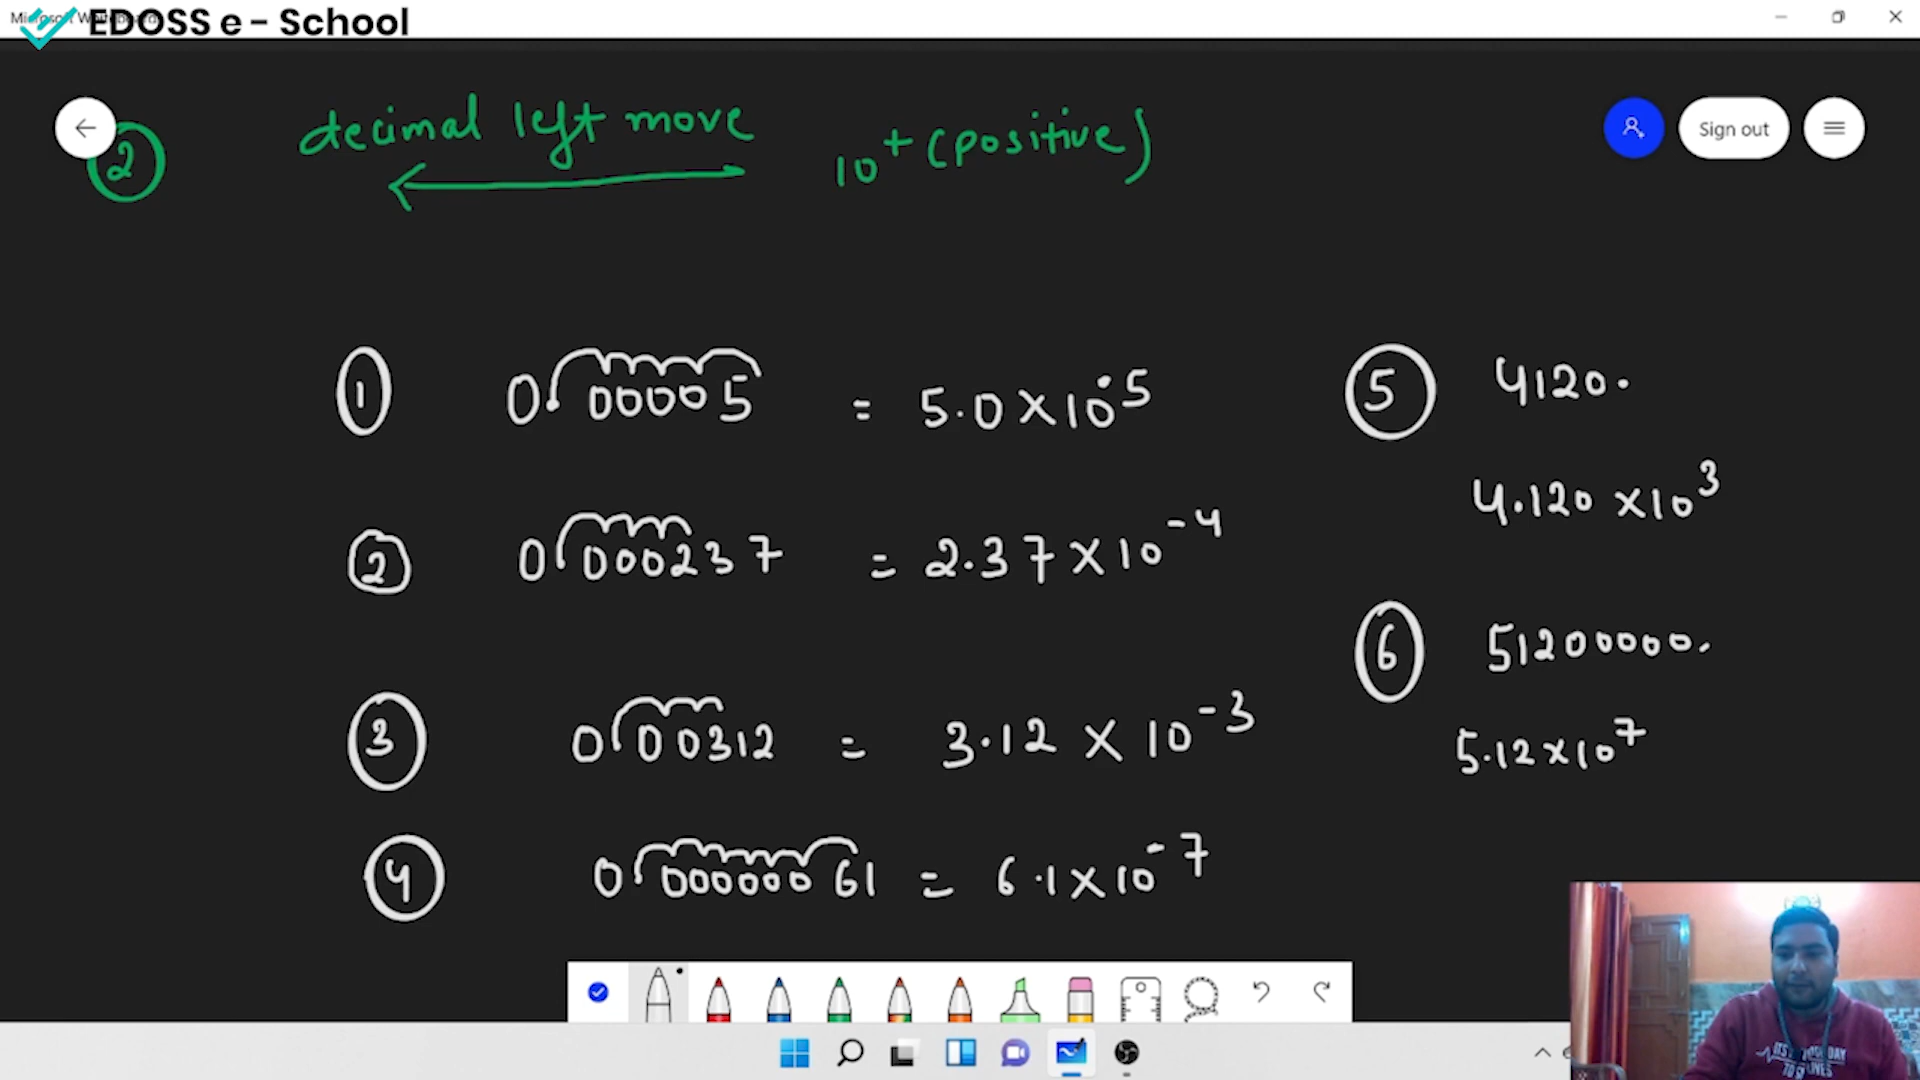 EDOSS e - School
Sign out
② decimal left move 10⁺ (positive)
① 0.00005 = 5.0 × 10⁻⁵
② 0.000237 = 2.37 × 10⁻⁴
③ 0.00312 = 3.12 × 10⁻³
④ 0.00000061 = 6.1 × 10⁻⁷
⑤ 4120.
4.120 × 10³
⑥ 51200000.
5.12 × 10⁷